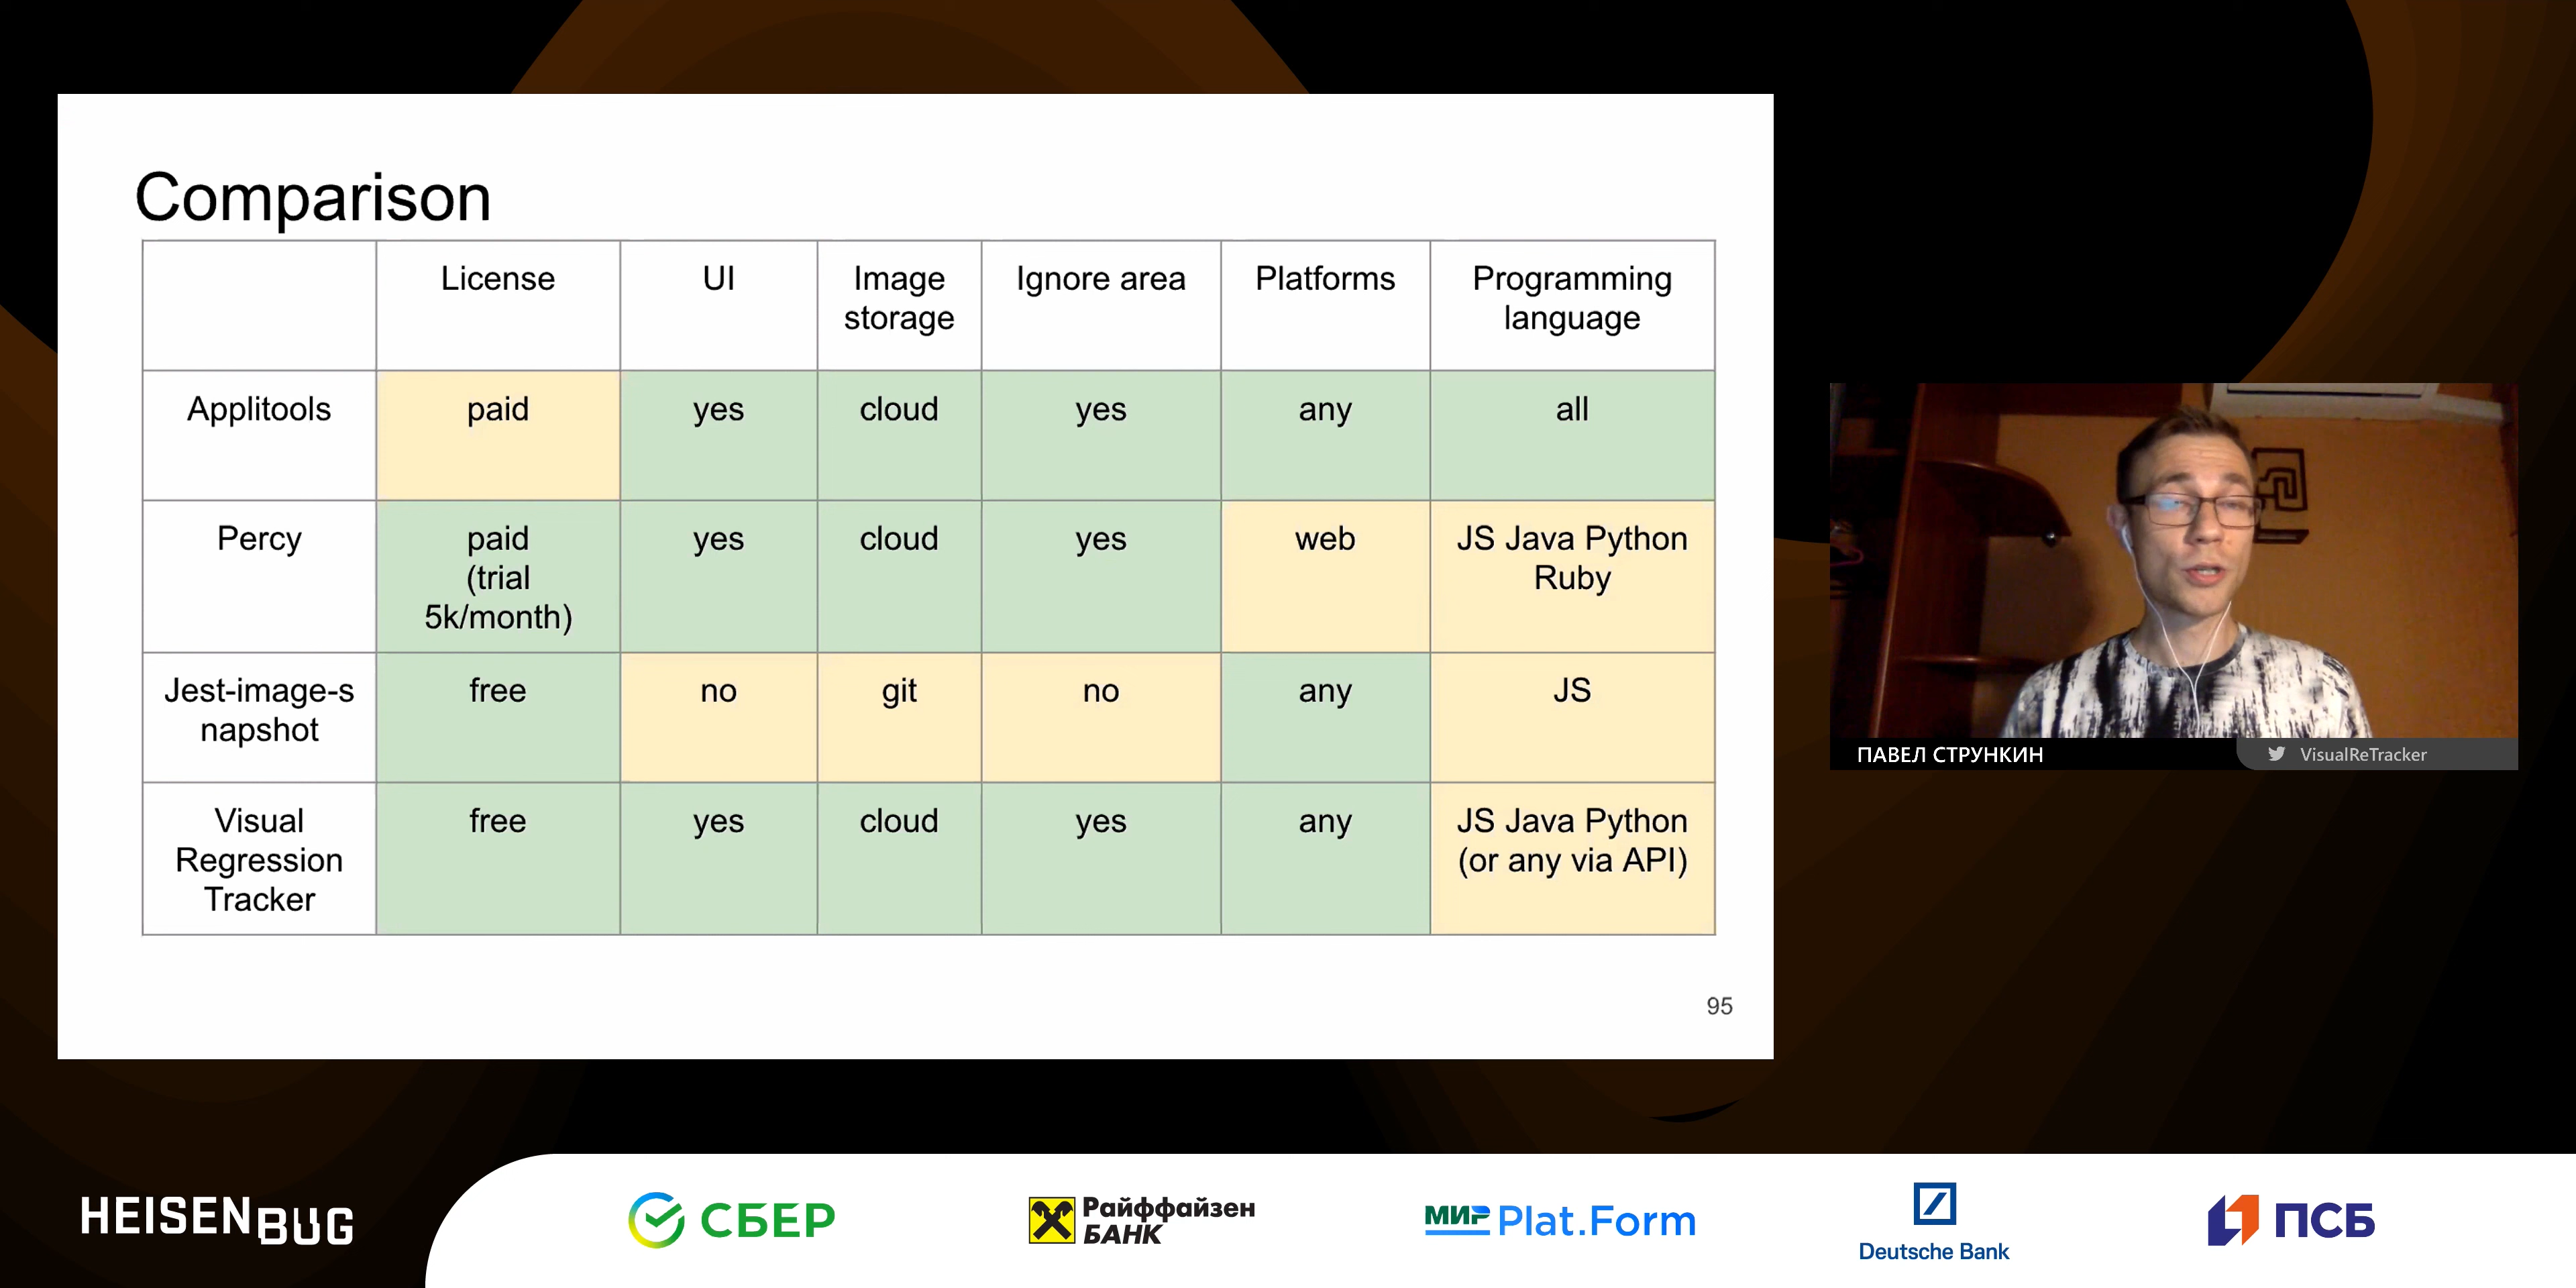 Comparison
License
UI
Image
storage
Ignore area
Platforms
Programming
language
Applitools
paid
yes
cloud
yes
any
all
Percy
paid
(trial
5k/month)
yes
cloud
yes
web
JS Java Python
Ruby
Jest-image-s
napshot
free
no
git
no
any
JS
Visual
Regression
Tracker
free
yes
cloud
yes
any
JS Java Python
(or any via API)
95
ПАВЕЛ СТРУНКИН
VisualReTracker
HEISENBUG
СБЕР
Райффайзен
БАНК
МИР Plat.Form
Deutsche Bank
ПСБ